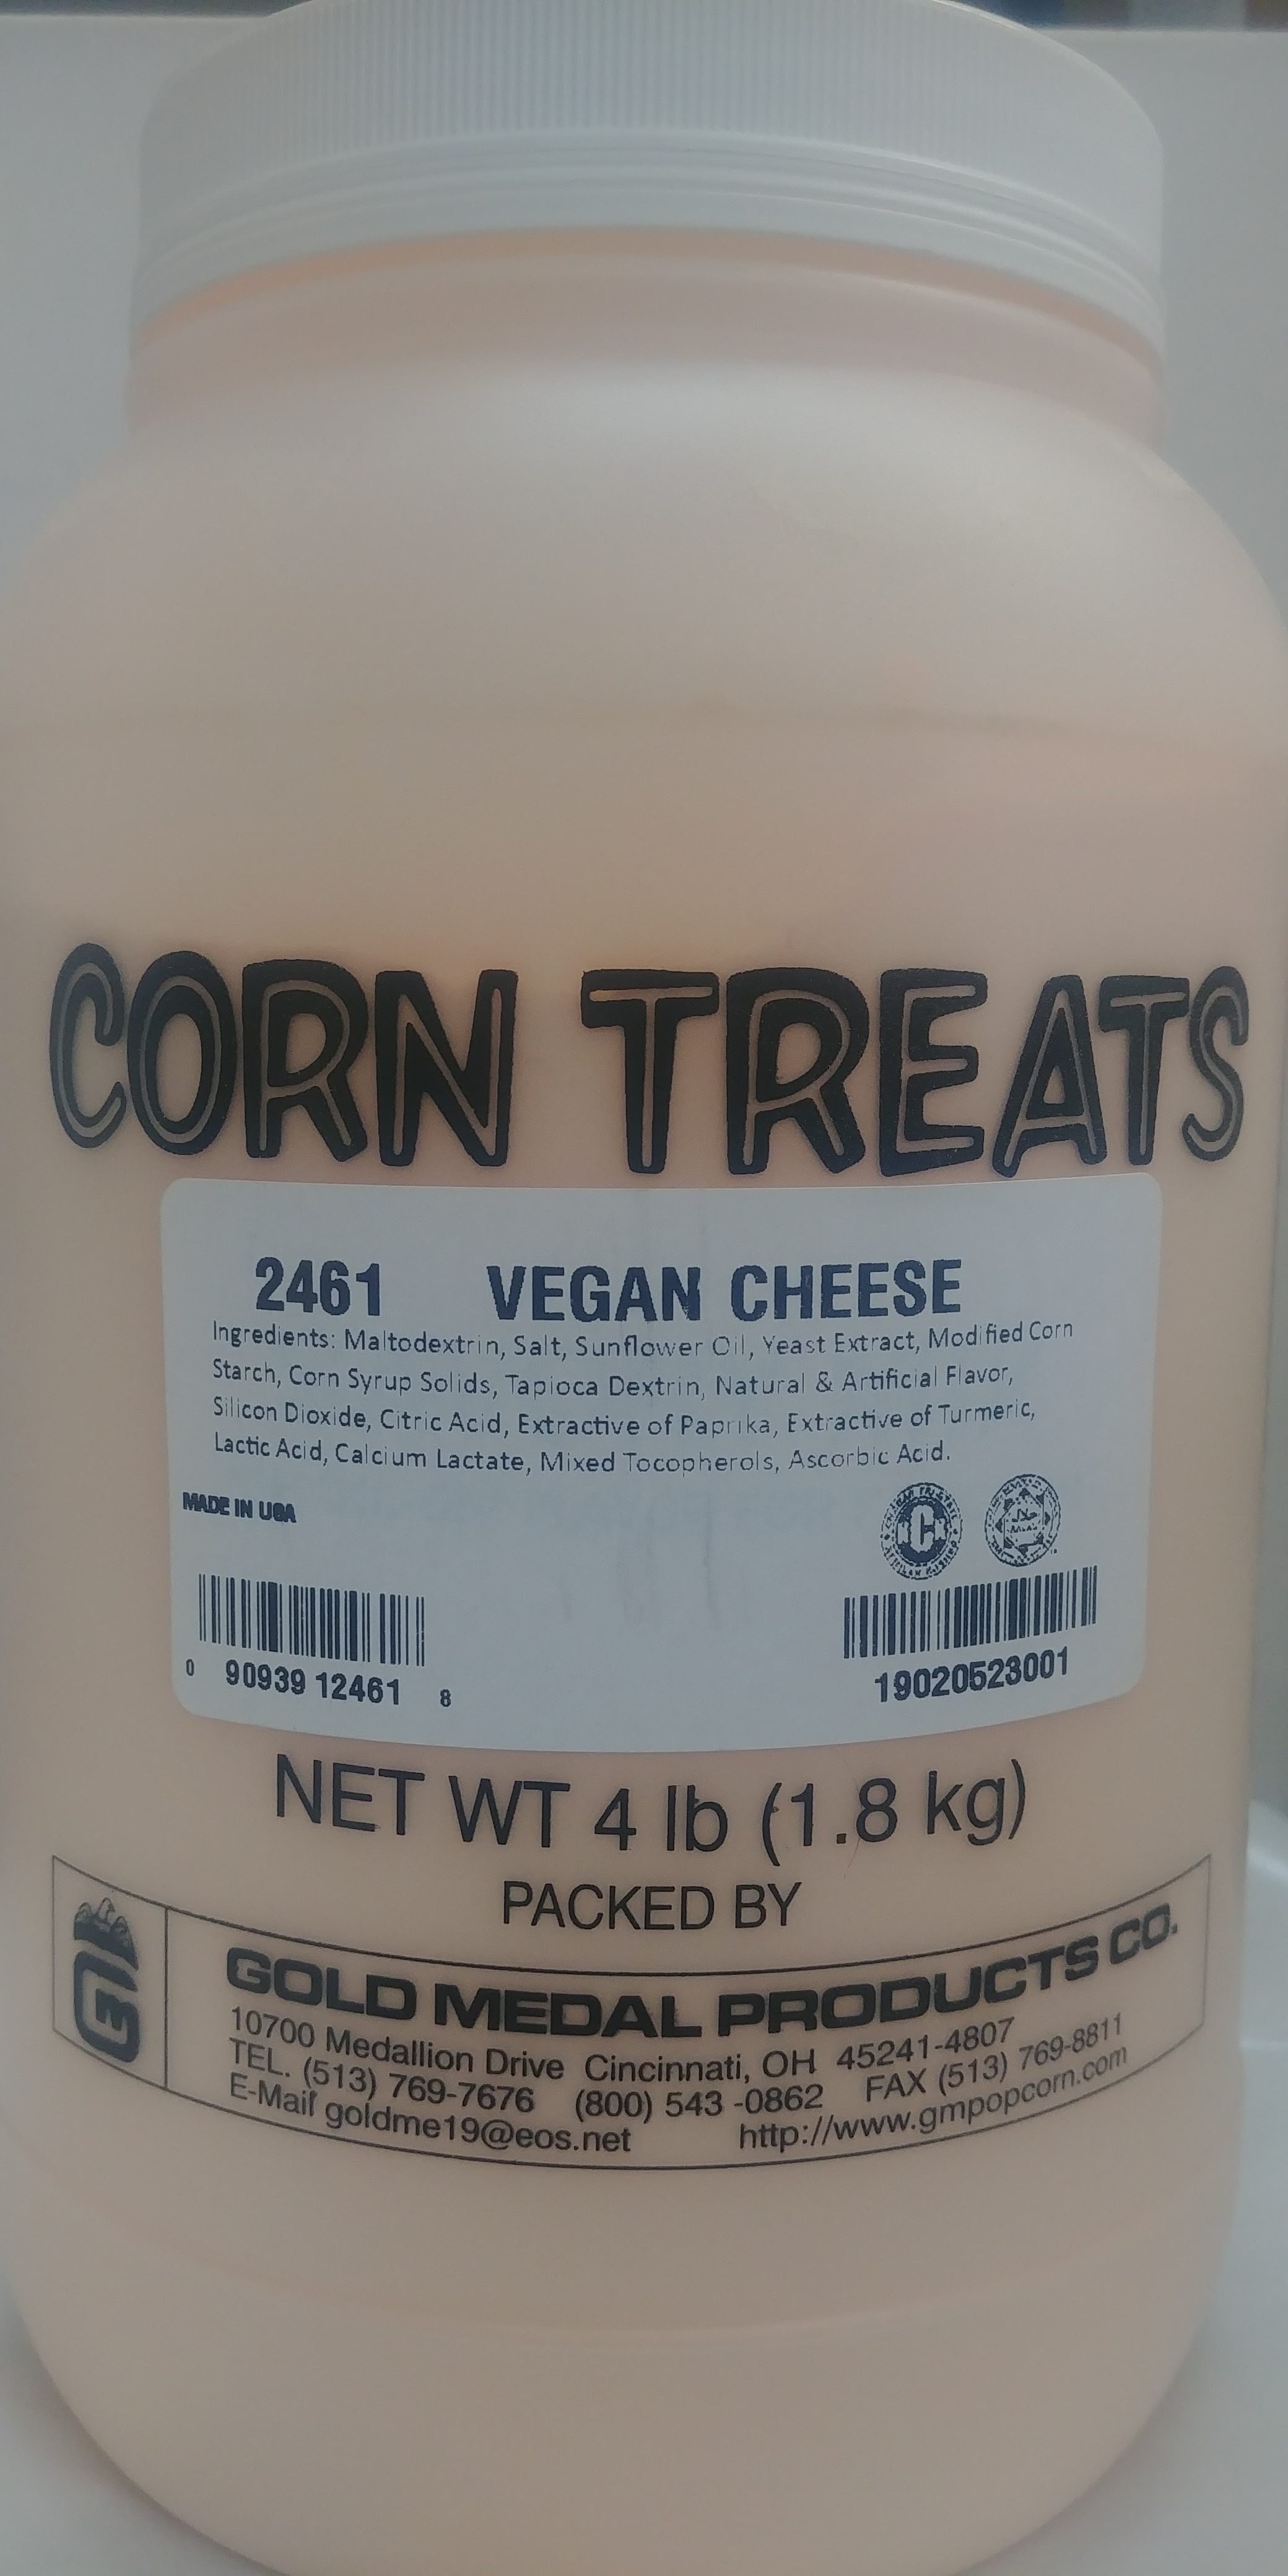 CORN TREATS
2461 VEGAN CHEESE
Ingredients: Maltodextrin, Salt, Sunflower Oil, Yeast Extract, Modified Corn
Starch, Corn Syrup Solids, Tapioca Dextrin, Natural & Artificial Flavor,
Silicon Dioxide, Citric Acid, Extractive of Paprika, Extractive of Turmeric,
Lactic Acid, Calcium Lactate, Mixed Tocopherols, Ascorbic Acid.
MADE IN USA
0 90939 12461 8
19020523001
NET WT 4 lb (1.8 kg)
PACKED BY
GOLD MEDAL PRODUCTS CO.
10700 Medallion Drive Cincinnati, OH 45241-4807
TEL. (513) 769-7676 (800) 543 -0862 FAX (513) 769-8811
E-Mail goldme19@eos.net http://www.gmpopcorn.com